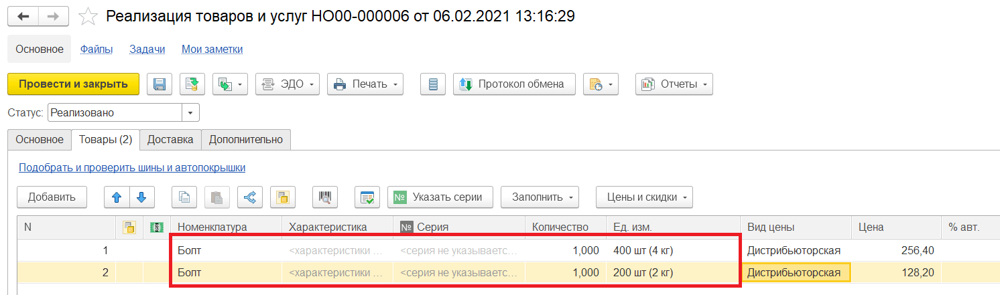 Реализация товаров и услуг НО00-000006 от 06.02.2021 13:16:29
Основное Файлы Задачи Мои заметки
Провести и закрыть ЭДО Печать Протокол обмена Отчеты
Статус: Реализовано
Основное Товары (2) Доставка Дополнительно
Подобрать и проверить шины и автопокрышки
Добавить № Указать серии Заполнить Цены и скидки
N Номенклатура Характеристика № Серия Количество Ед. изм. Вид цены Цена % авт.
1 Болт <характеристики ... <серия не указываетс... 1,000 400 шт (4 кг) Дистрибьюторская 256,40
2 Болт <характеристики ... <серия не указываетс... 1,000 200 шт (2 кг) Дистрибьюторская 128,20